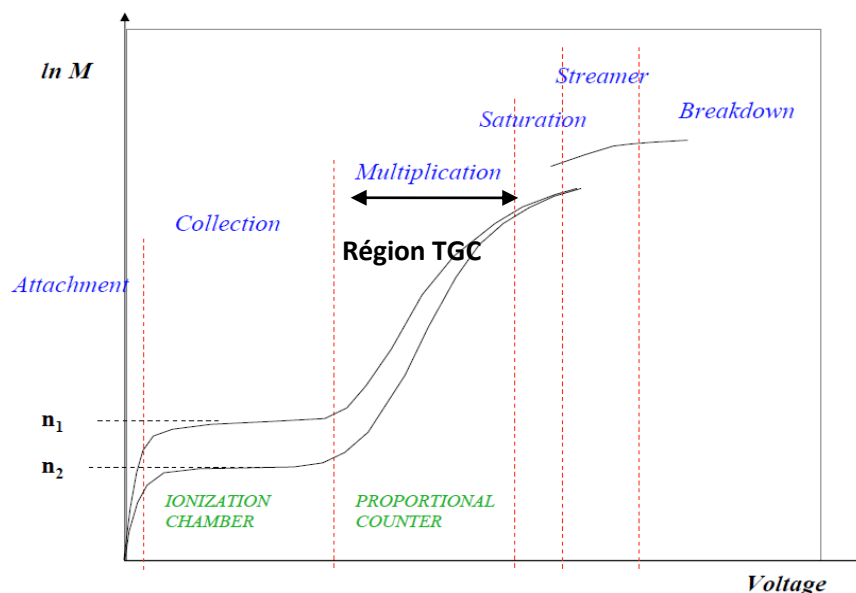 ln M
Streamer
Breakdown
Saturation
Multiplication
Collection
Région TGC
Attachment
n1
n2
IONIZATION
CHAMBER
PROPORTIONAL
COUNTER
Voltage